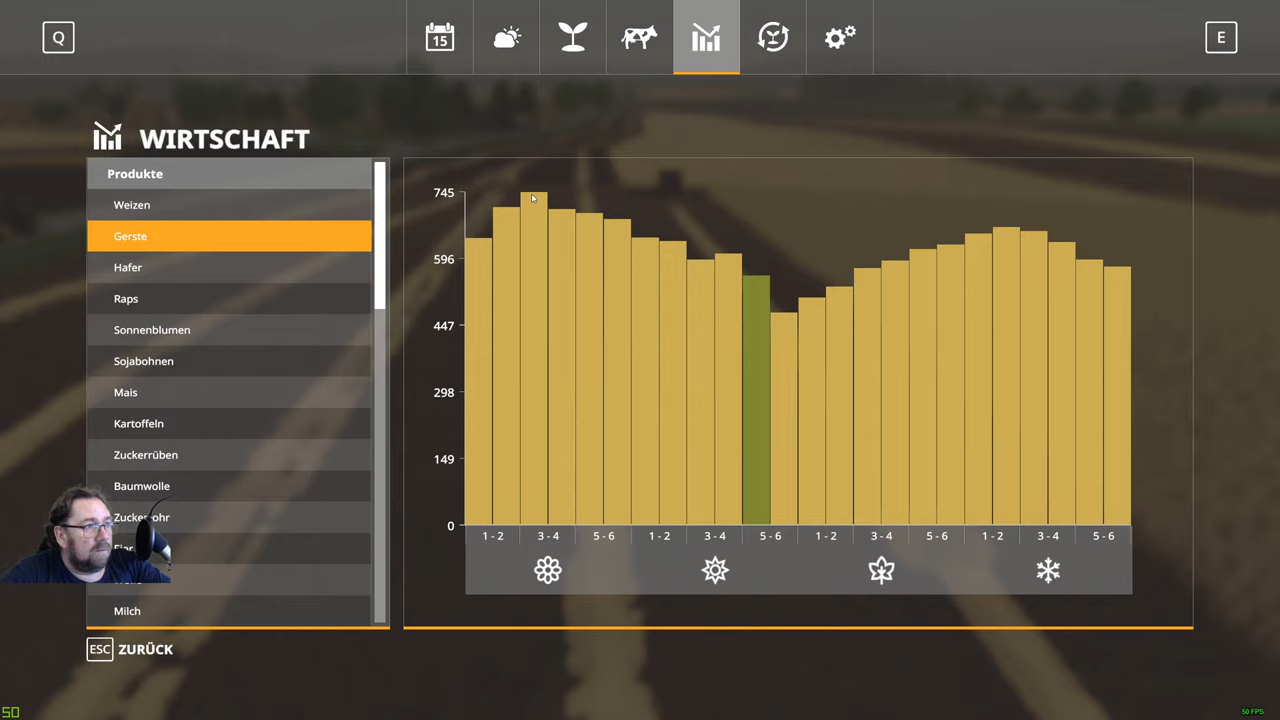 Q
15
E
WIRTSCHAFT
Produkte
Weizen
Gerste
Hafer
Raps
Sonnenblumen
Sojabohnen
Mais
Kartoffeln
Zuckerrüben
Baumwolle
Milch
745
596
447
298
149
0
1 - 2 3 - 4 5 - 6 1 - 2 3 - 4 5 - 6 1 - 2 3 - 4 5 - 6 1 - 2 3 - 4 5 - 6
ESC ZURÜCK
50
50 FPS